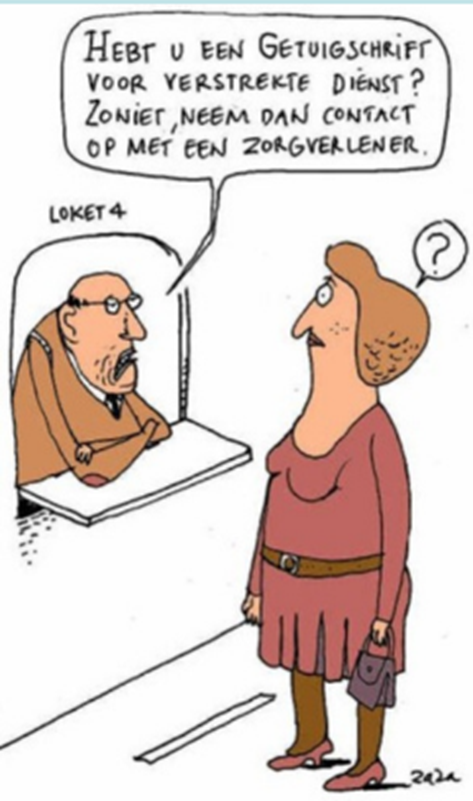 HEBT U EEN GETUIGSCHRIFT
VOOR VERSTREKTE DIENST?
ZONIET, NEEM DAN CONTACT
OP MET EEN ZORGVERLENER.
LOKET 4
?
zaza